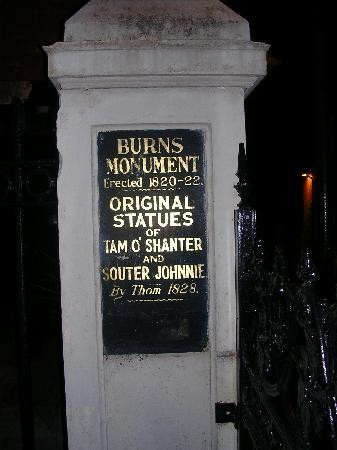 BURNS
MONUMENT
Erected 1820-22.
ORIGINAL
STATUES
OF
TAM O' SHANTER
AND
SOUTER JOHNNIE
By Thom 1828.